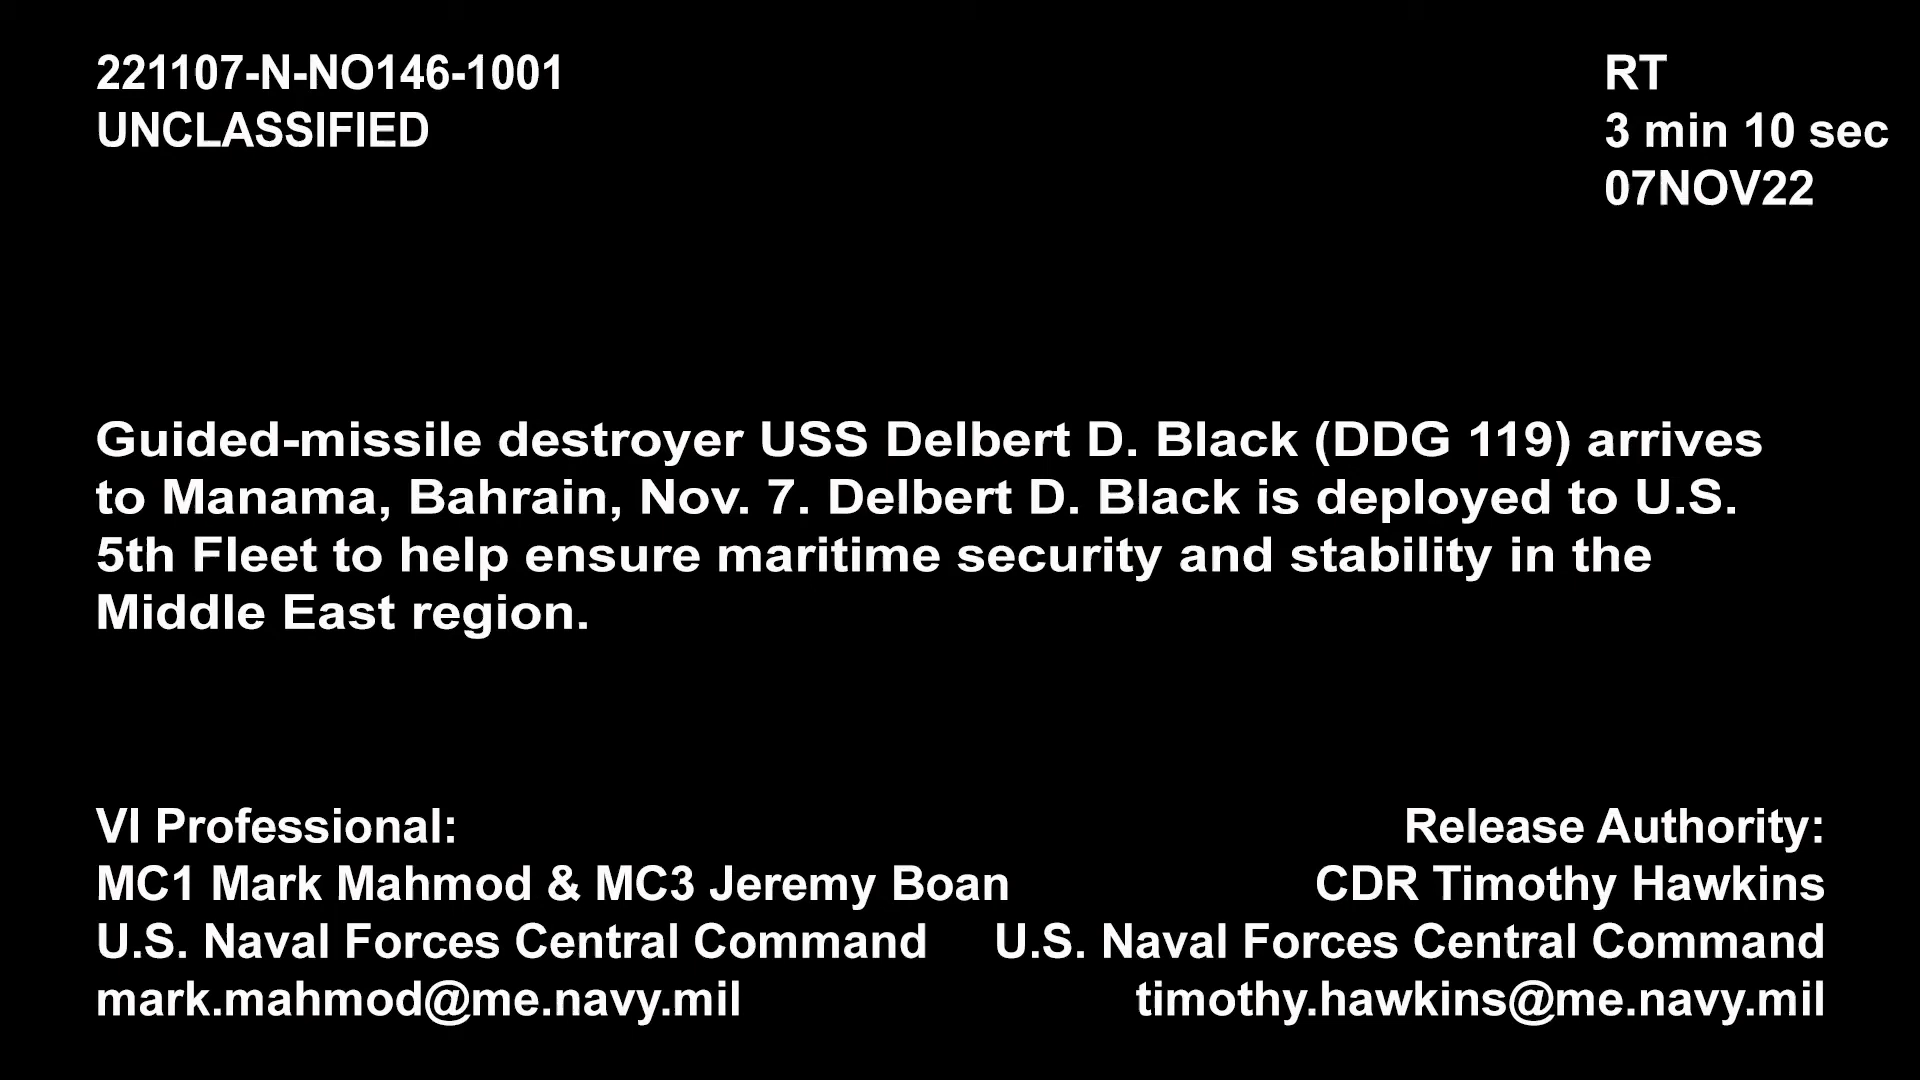 221107-N-NO146-1001
UNCLASSIFIED
RT
3 min 10 sec
07NOV22
Guided-missile destroyer USS Delbert D. Black (DDG 119) arrives
to Manama, Bahrain, Nov. 7. Delbert D. Black is deployed to U.S.
5th Fleet to help ensure maritime security and stability in the
Middle East region.
VI Professional:
MC1 Mark Mahmod & MC3 Jeremy Boan
U.S. Naval Forces Central Command
mark.mahmod@me.navy.mil
Release Authority:
CDR Timothy Hawkins
U.S. Naval Forces Central Command
timothy.hawkins@me.navy.mil